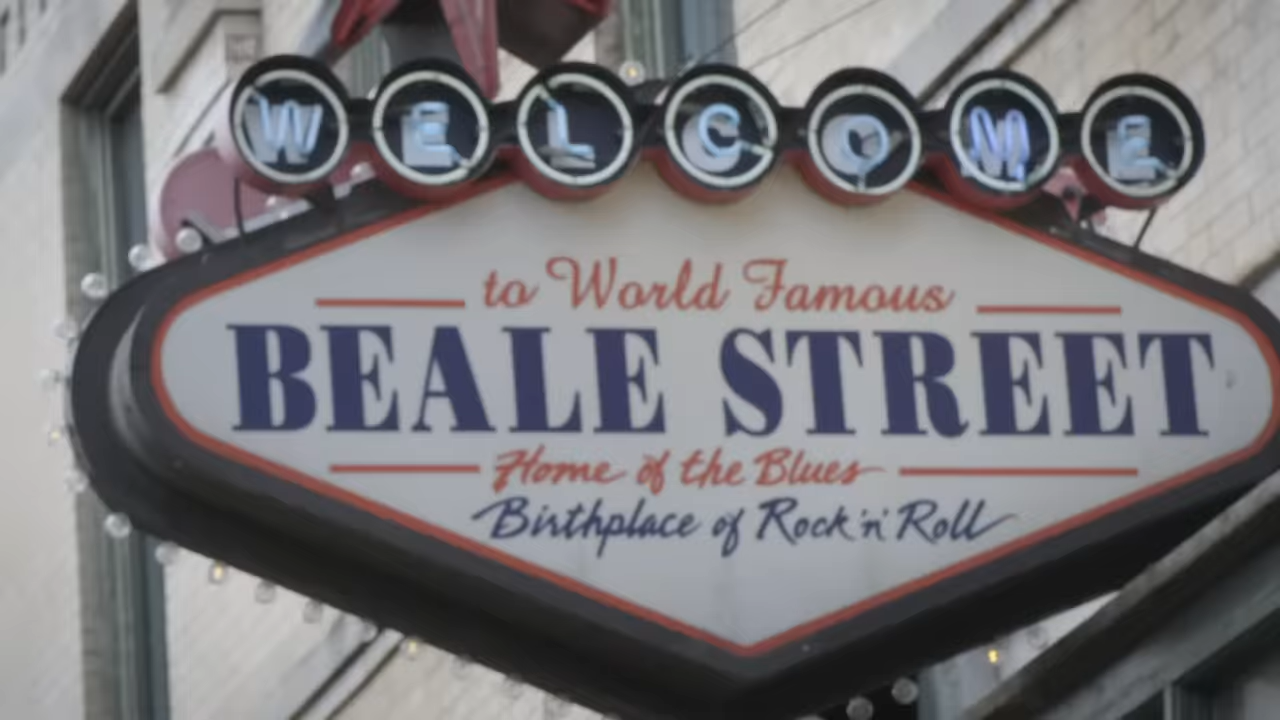 WELCOME
to World Famous
BEALE STREET
Home of the Blues
Birthplace of Rock 'n' Roll